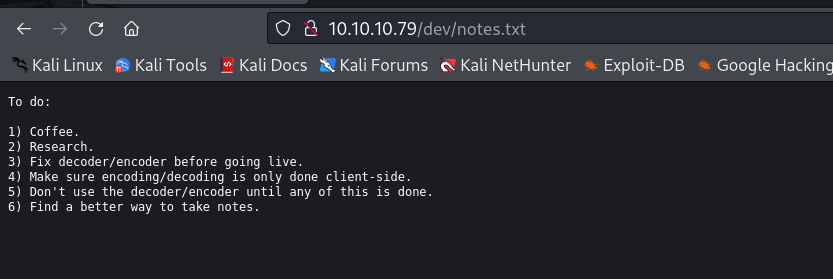 10.10.10.79/dev/notes.txt
Kali Linux Kali Tools Kali Docs Kali Forums Kali NetHunter Exploit-DB Google Hacking
To do:
1) Coffee.
2) Research.
3) Fix decoder/encoder before going live.
4) Make sure encoding/decoding is only done client-side.
5) Don't use the decoder/encoder until any of this is done.
6) Find a better way to take notes.